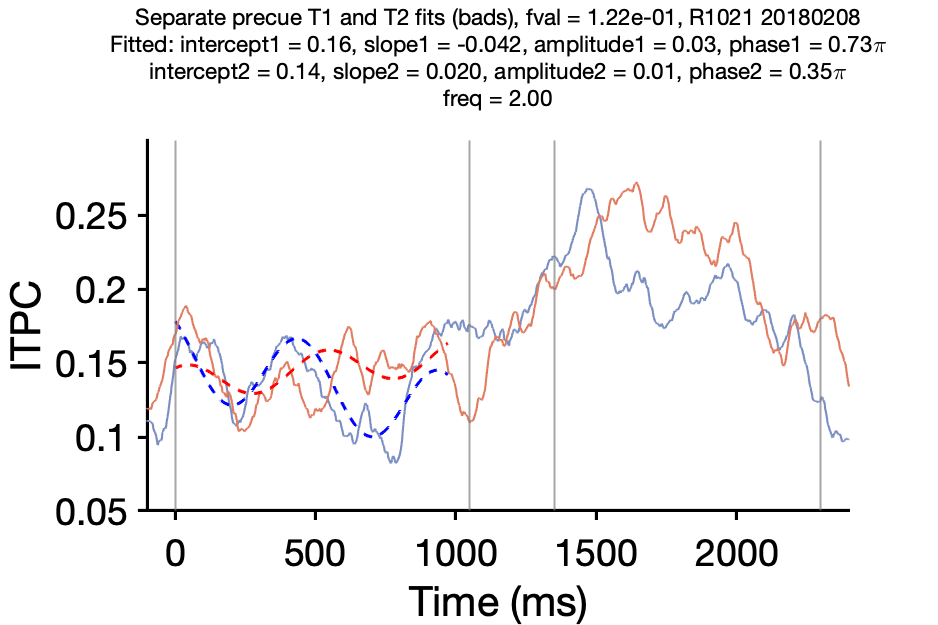 Separate precue T1 and T2 fits (bads), fval = 1.22e-01, R1021 20180208
Fitted: intercept1 = 0.16, slope1 = -0.042, amplitude1 = 0.03, phase1 = 0.73π
intercept2 = 0.14, slope2 = 0.020, amplitude2 = 0.01, phase2 = 0.35π
freq = 2.00
0.25
0.2
0.15
0.1
0.05
ITPC
0 500 1000 1500 2000
Time (ms)